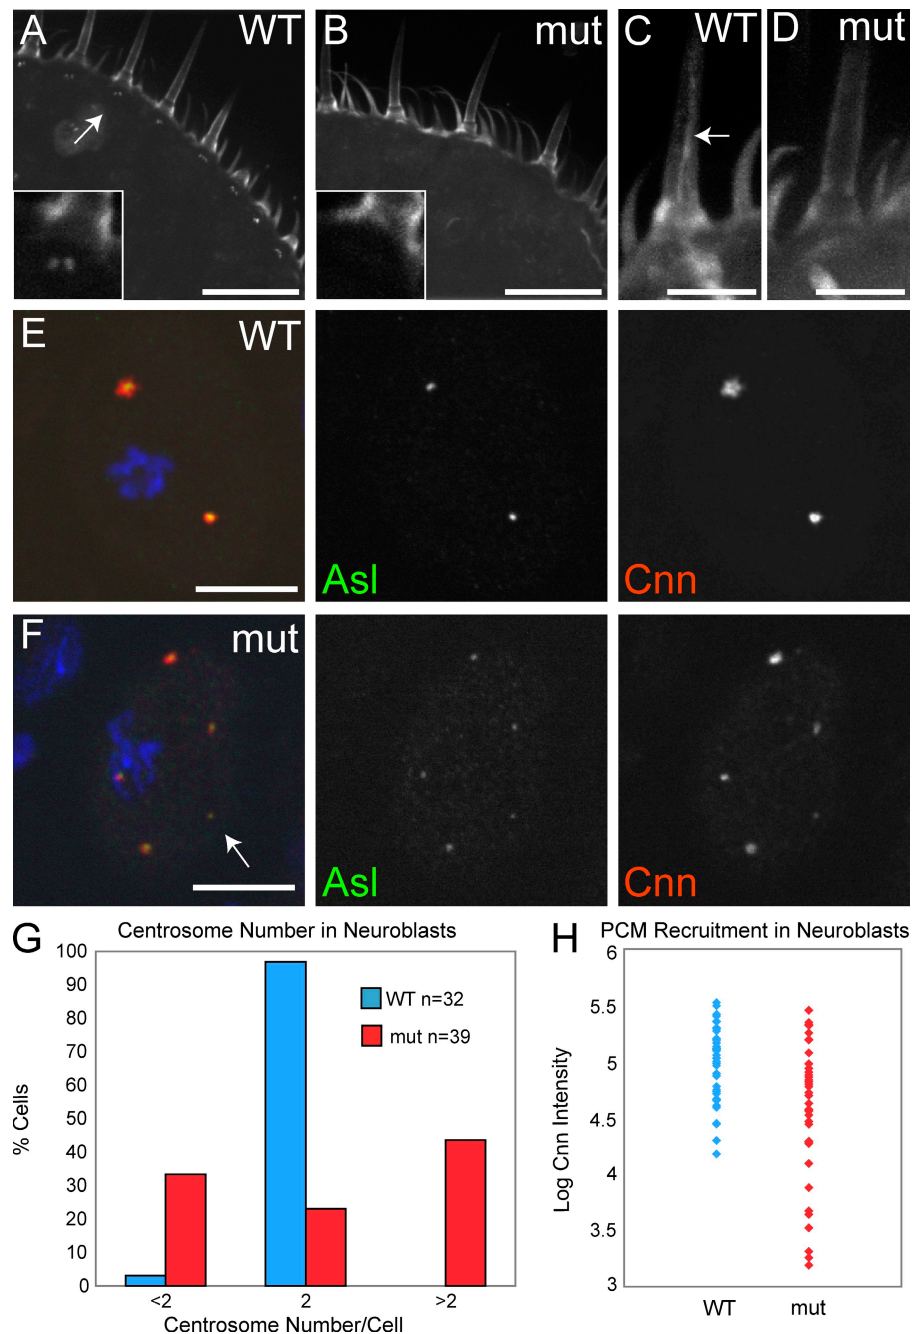 A WT
B mut
C WT
D mut
E WT
Asl
Cnn
F mut
Asl
Cnn
G Centrosome Number in Neuroblasts
100
90
80
70
60
50
40
30
20
10
0
% Cells
WT n=32
mut n=39
<2 2 >2
Centrosome Number/Cell
H PCM Recruitment in Neuroblasts
6
5.5
5
4.5
4
3.5
3
Log Cnn Intensity
WT mut